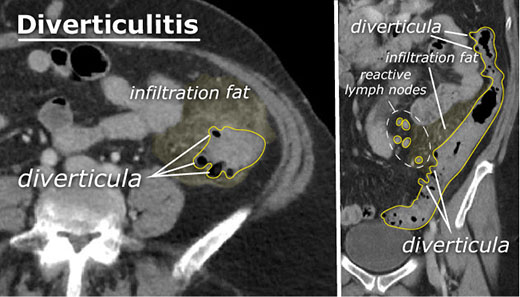 Diverticulitis
infiltration fat
diverticula
diverticula
infiltration fat
reactive
lymph nodes
diverticula